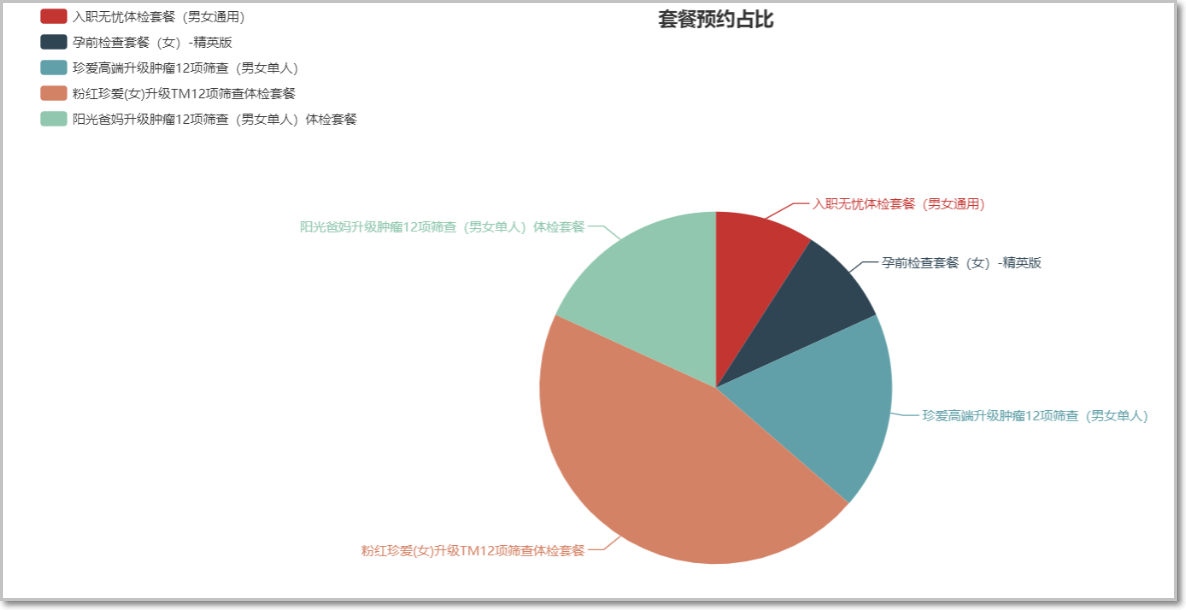 套餐预约占比
入职无忧体检套餐（男女通用）
孕前检查套餐（女）-精英版
珍爱高端升级肿瘤12项筛查（男女单人）
粉红珍爱(女)升级TM12项筛查体检套餐
阳光爸妈升级肿瘤12项筛查（男女单人）体检套餐
入职无忧体检套餐（男女通用）
阳光爸妈升级肿瘤12项筛查（男女单人）体检套餐
孕前检查套餐（女）-精英版
珍爱高端升级肿瘤12项筛查（男女单人）
粉红珍爱(女)升级TM12项筛查体检套餐